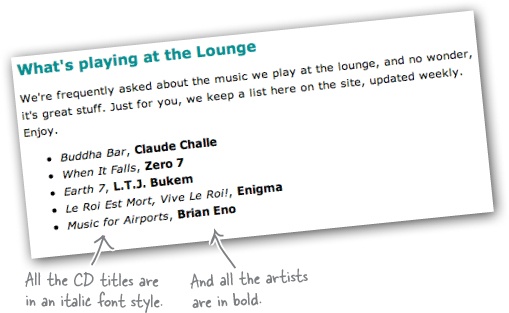 What's playing at the Lounge
We're frequently asked about the music we play at the lounge, and no wonder,
it's great stuff. Just for you, we keep a list here on the site, updated weekly.
Enjoy.
• Buddha Bar, Claude Challe
• When It Falls, Zero 7
• Earth 7, L.T.J. Bukem
• Le Roi Est Mort, Vive Le Roi!, Enigma
• Music for Airports, Brian Eno
All the CD titles are
in an italic font style.
And all the artists
are in bold.